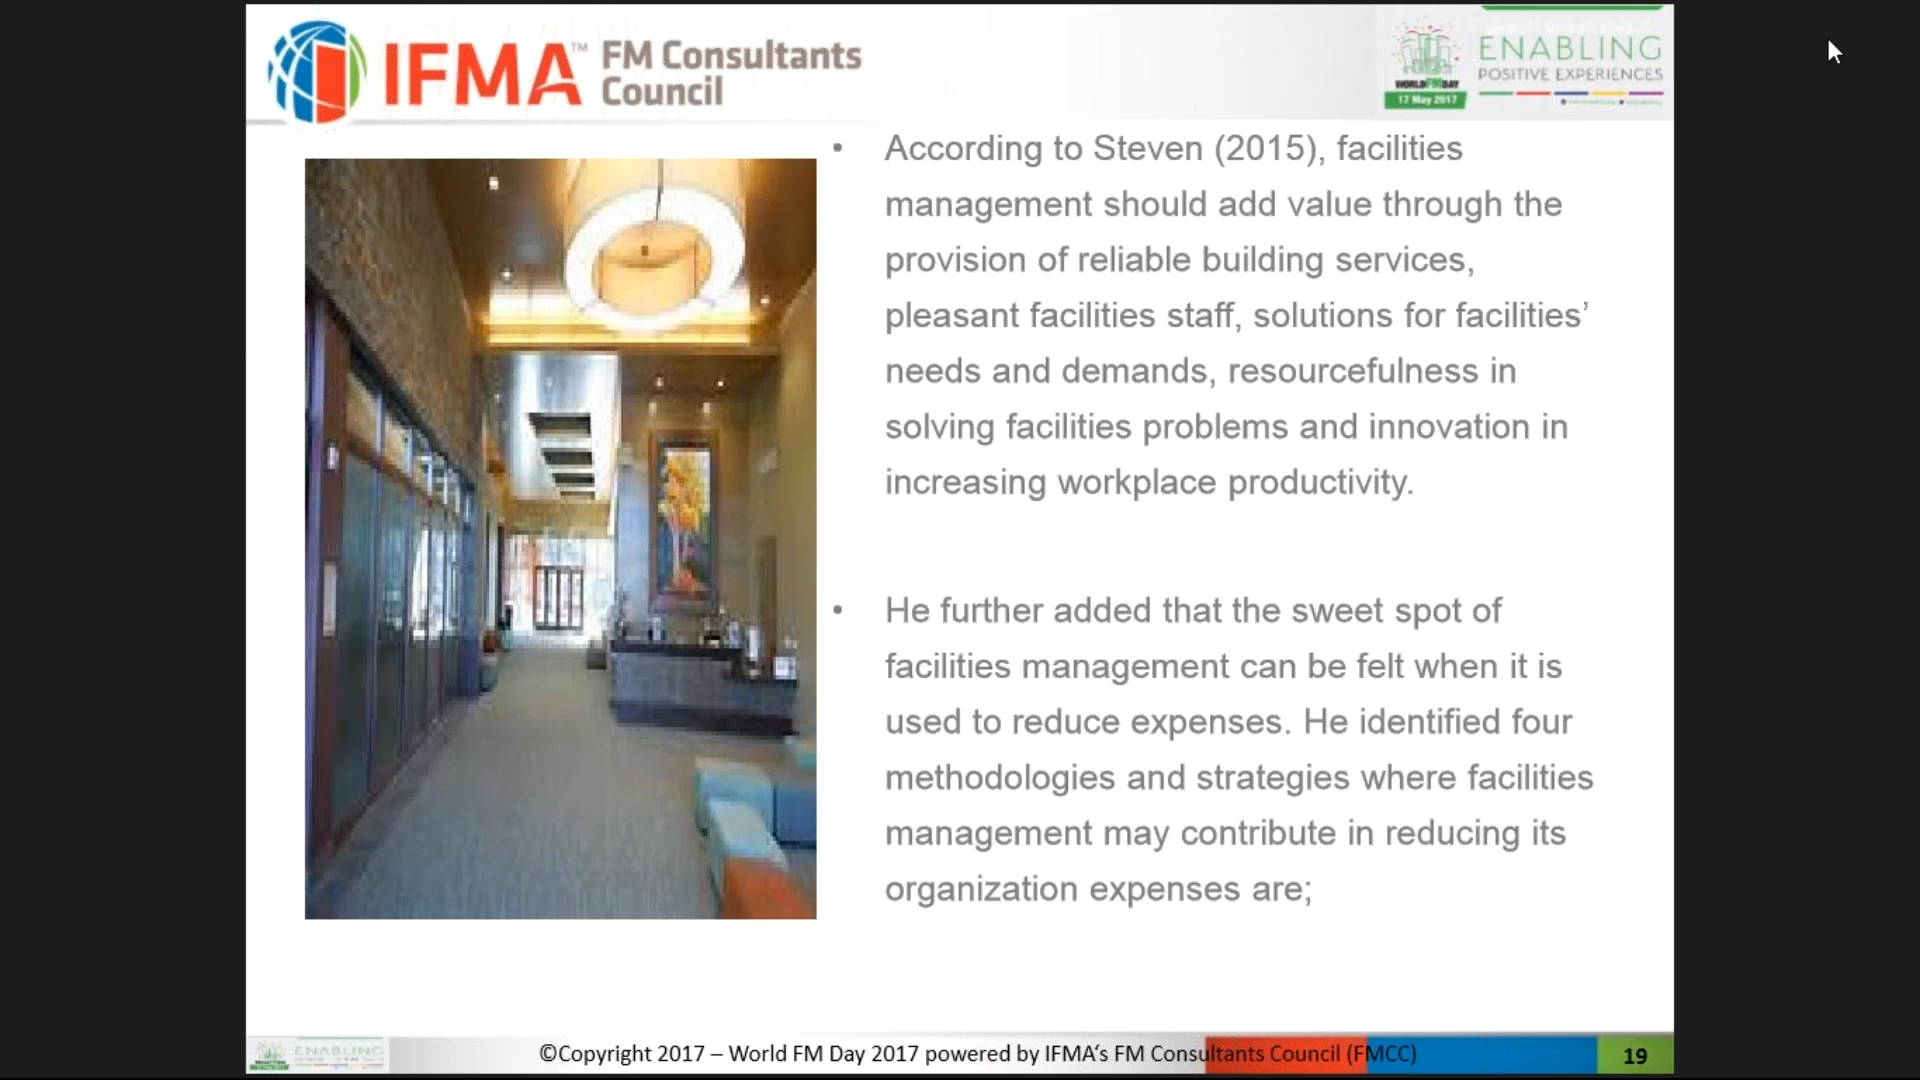 IFMA™ FM Consultants
Council
WORLD FM DAY
17 May 2017
ENABLING
POSITIVE EXPERIENCES
• According to Steven (2015), facilities
management should add value through the
provision of reliable building services,
pleasant facilities staff, solutions for facilities’
needs and demands, resourcefulness in
solving facilities problems and innovation in
increasing workplace productivity.
• He further added that the sweet spot of
facilities management can be felt when it is
used to reduce expenses. He identified four
methodologies and strategies where facilities
management may contribute in reducing its
organization expenses are;
ENABLING
©Copyright 2017 – World FM Day 2017 powered by IFMA‘s FM Consultants Council (FMCC)
19